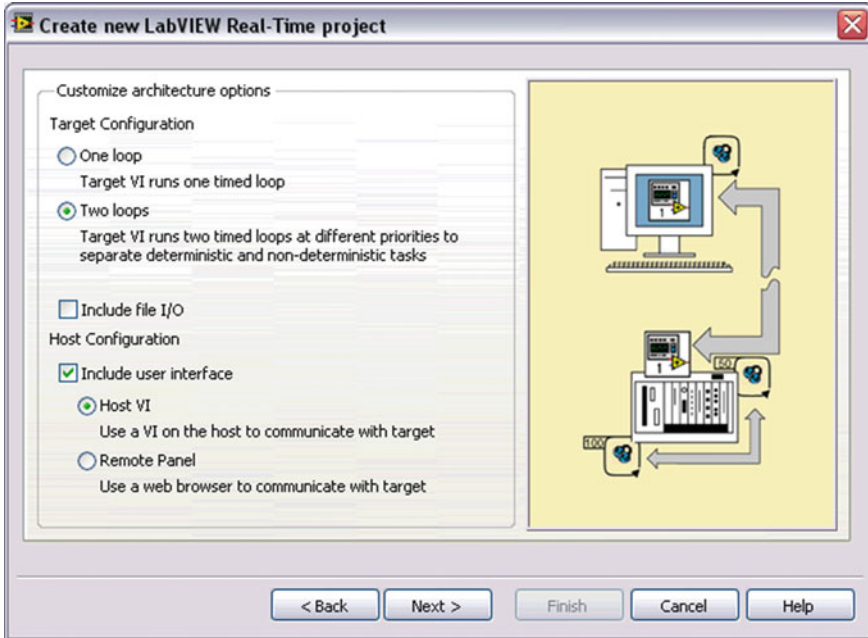 Create new LabVIEW Real-Time project
Customize architecture options
Target Configuration
One loop
Target VI runs one timed loop
Two loops
Target VI runs two timed loops at different priorities to
separate deterministic and non-deterministic tasks
Include file I/O
Host Configuration
Include user interface
Host VI
Use a VI on the host to communicate with target
Remote Panel
Use a web browser to communicate with target
1
1
50
100
< Back
Next >
Finish
Cancel
Help